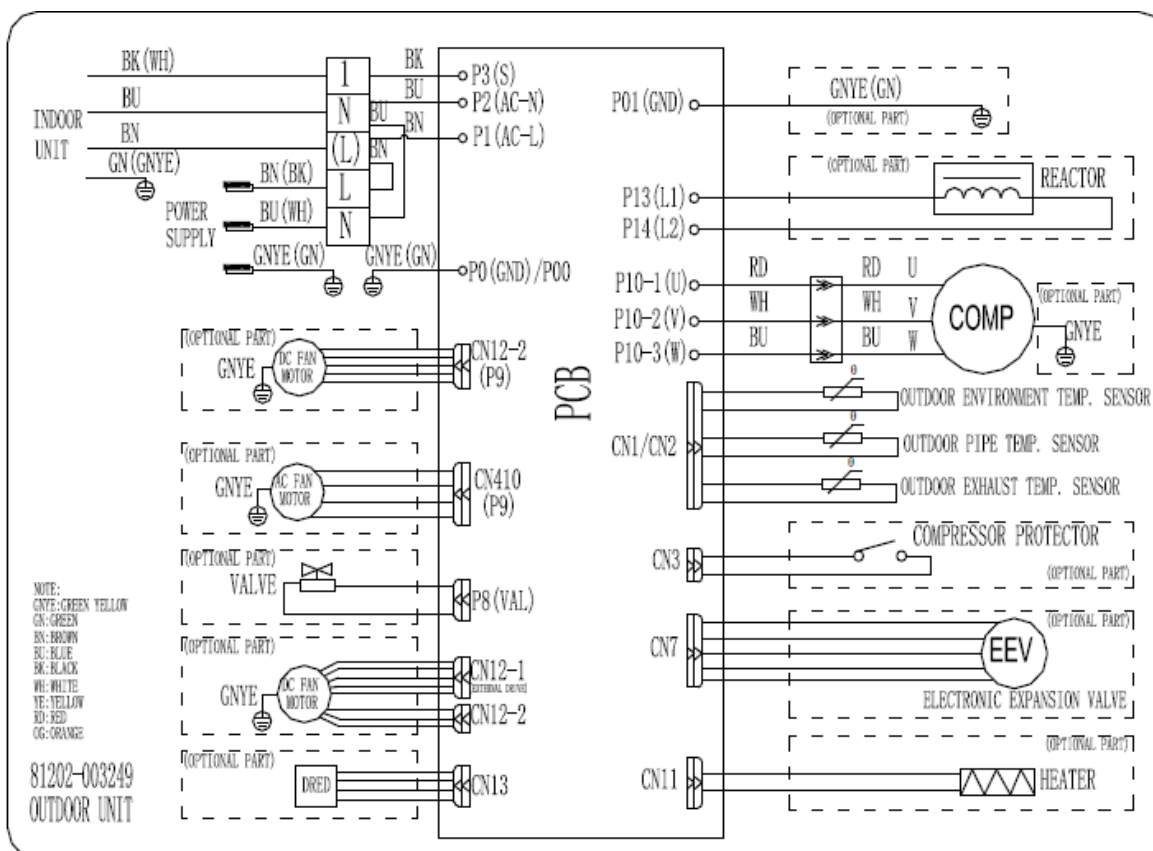 BK(WH)
BU
INDOOR
UNIT
BN
GN(GNYE)
1
N
(L)
L
N
BK
BU
BU
BN
BN
BN(BK)
POWER
SUPPLY
BU(WH)
GNYE(GN)
GNYE(GN)
P3(S)
P2(AC-N)
P1(AC-L)
P0(GND)/P00
(OPTIONAL PART)
GNYE
DC FAN
MOTOR
CN12-2
(P9)
(OPTIONAL PART)
GNYE
AC FAN
MOTOR
CN410
(P9)
(OPTIONAL PART)
VALVE
P8(VAL)
(OPTIONAL PART)
GNYE
DC FAN
MOTOR
CN12-1
(EXTERNAL DRIVE)
CN12-2
(OPTIONAL PART)
DRED
CN13
NOTE:
GNYE:GREEN YELLOW
GN:GREEN
BN:BROWN
BU:BLUE
BK:BLACK
WH:WHITE
YE:YELLOW
RD:RED
OG:ORANGE
81202-003249
OUTDOOR UNIT
PCB
P01(GND)
GNYE(GN)
(OPTIONAL PART)
(OPTIONAL PART)
REACTOR
P13(L1)
P14(L2)
P10-1(U)
RD
RD
U
P10-2(V)
WH
WH
V
P10-3(W)
BU
BU
W
COMP
(OPTIONAL PART)
GNYE
CN1/CN2
θ
OUTDOOR ENVIRONMENT TEMP. SENSOR
θ
OUTDOOR PIPE TEMP. SENSOR
θ
OUTDOOR EXHAUST TEMP. SENSOR
CN3
COMPRESSOR PROTECTOR
(OPTIONAL PART)
CN7
(OPTIONAL PART)
EEV
ELECTRONIC EXPANSION VALVE
CN11
(OPTIONAL PART)
HEATER